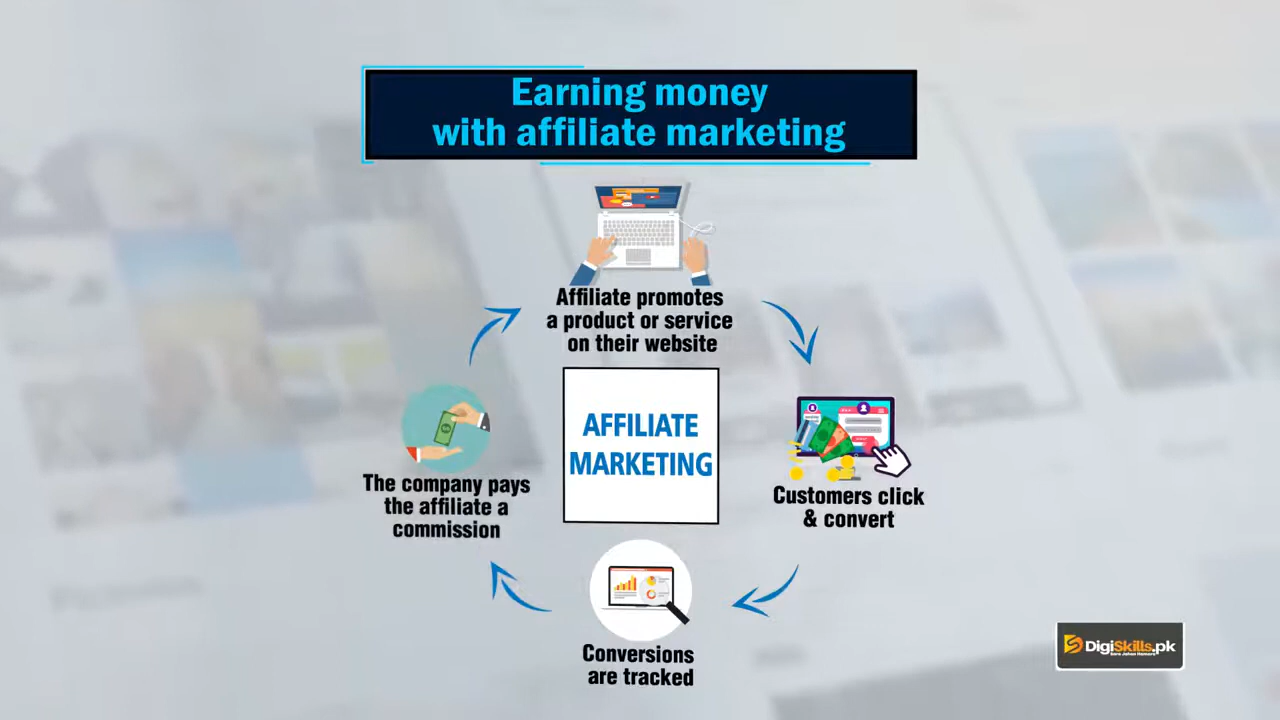 Earning money
with affiliate marketing
Affiliate promotes
a product or service
on their website
AFFILIATE
MARKETING
Customers click
& convert
Conversions
are tracked
The company pays
the affiliate a
commission
DigiSkills.pk